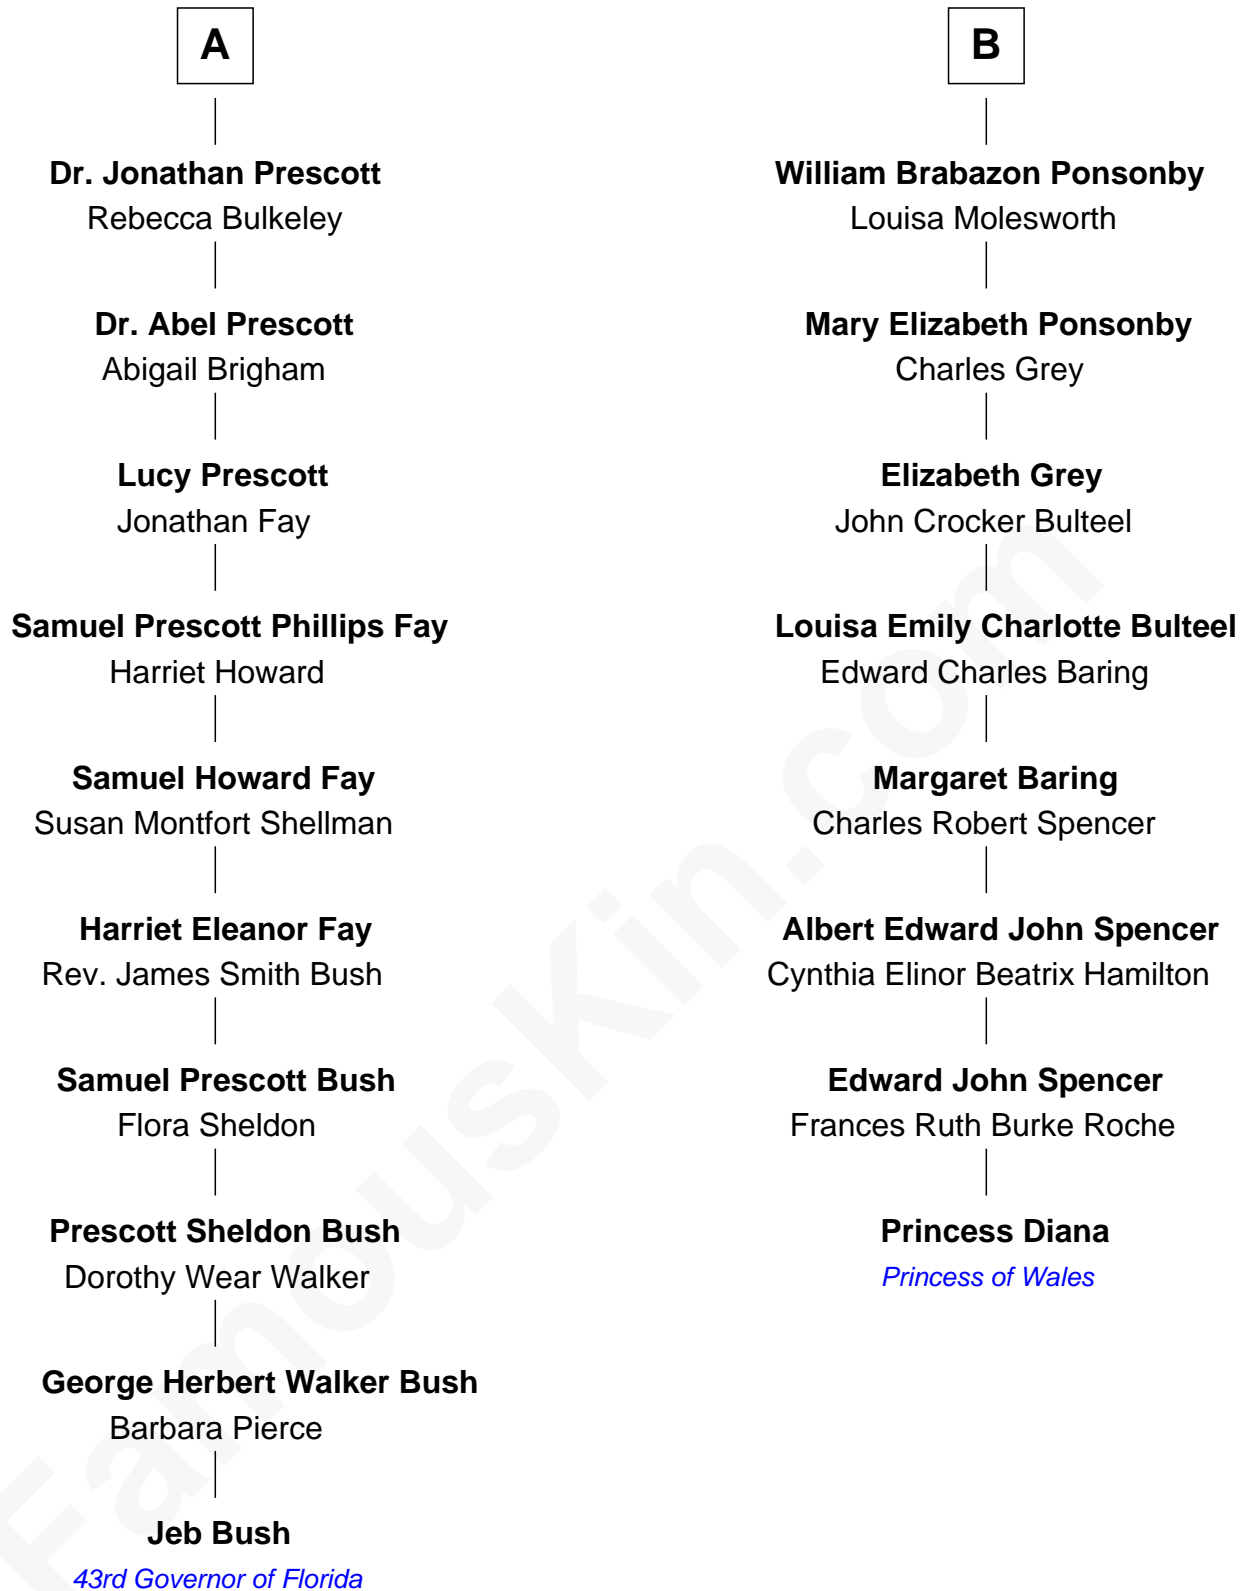 A
Dr. Jonathan Prescott
Rebecca Bulkeley
Dr. Abel Prescott
Abigail Brigham
Lucy Prescott
Jonathan Fay
Samuel Prescott Phillips Fay
Harriet Howard
Samuel Howard Fay
Susan Montfort Shellman
Harriet Eleanor Fay
Rev. James Smith Bush
Samuel Prescott Bush
Flora Sheldon
Prescott Sheldon Bush
Dorothy Wear Walker
George Herbert Walker Bush
Barbara Pierce
Jeb Bush
43rd Governor of Florida
B
William Brabazon Ponsonby
Louisa Molesworth
Mary Elizabeth Ponsonby
Charles Grey
Elizabeth Grey
John Crocker Bulteel
Louisa Emily Charlotte Bulteel
Edward Charles Baring
Margaret Baring
Charles Robert Spencer
Albert Edward John Spencer
Cynthia Elinor Beatrix Hamilton
Edward John Spencer
Frances Ruth Burke Roche
Princess Diana
Princess of Wales
FamousKin.com